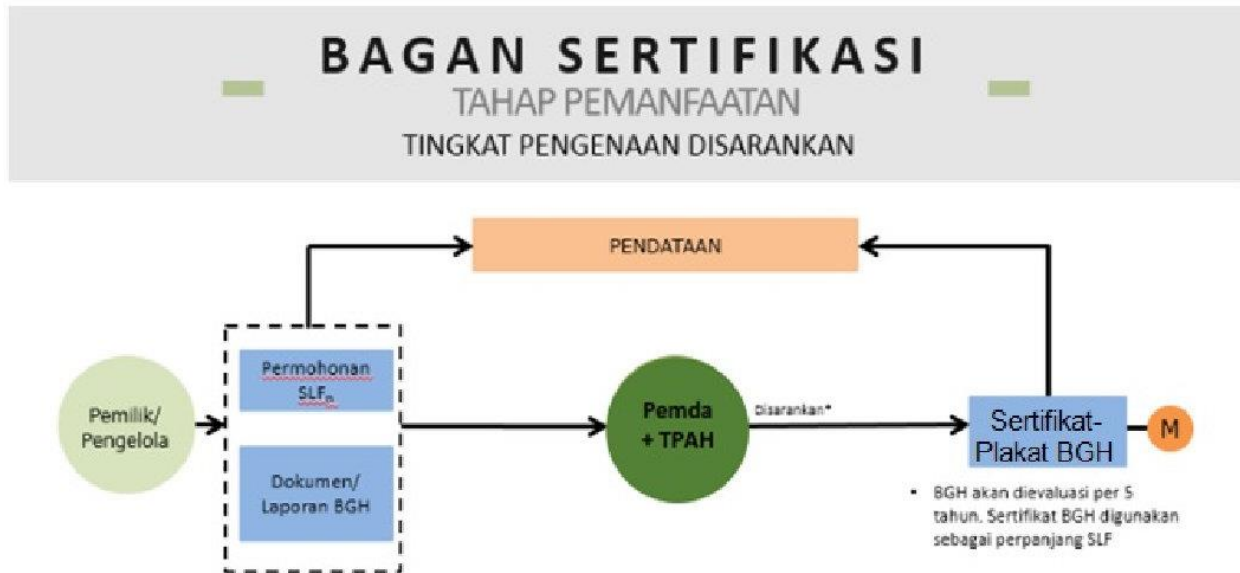 BAGAN SERTIFIKASI
TAHAP PEMANFAATAN
TINGKAT PENGENAAN DISARANKAN
PENDATAAN
Pemilik/
Pengelola
Permohonan
SLFn
Dokumen/
Laporan BGH
Pemda
+ TPAH
Disarankan*
Sertifikat-
Plakat BGH
M
• BGH akan dievaluasi per 5
tahun. Sertifikat BGH digunakan
sebagai perpanjang SLF